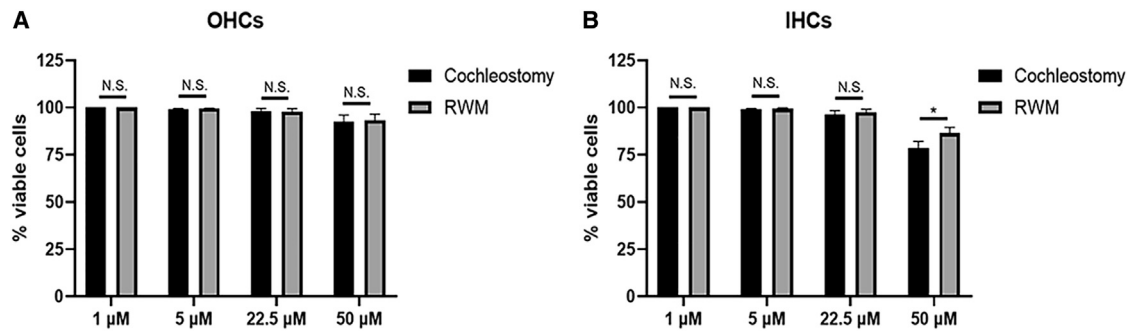 A
OHCs
% viable cells
125
100
75
50
25
0
N.S.
N.S.
N.S.
N.S.
1 µM
5 µM
22.5 µM
50 µM
Cochleostomy
RWM
B
IHCs
% viable cells
125
100
75
50
25
0
N.S.
N.S.
N.S.
*
1 µM
5 µM
22.5 µM
50 µM
Cochleostomy
RWM